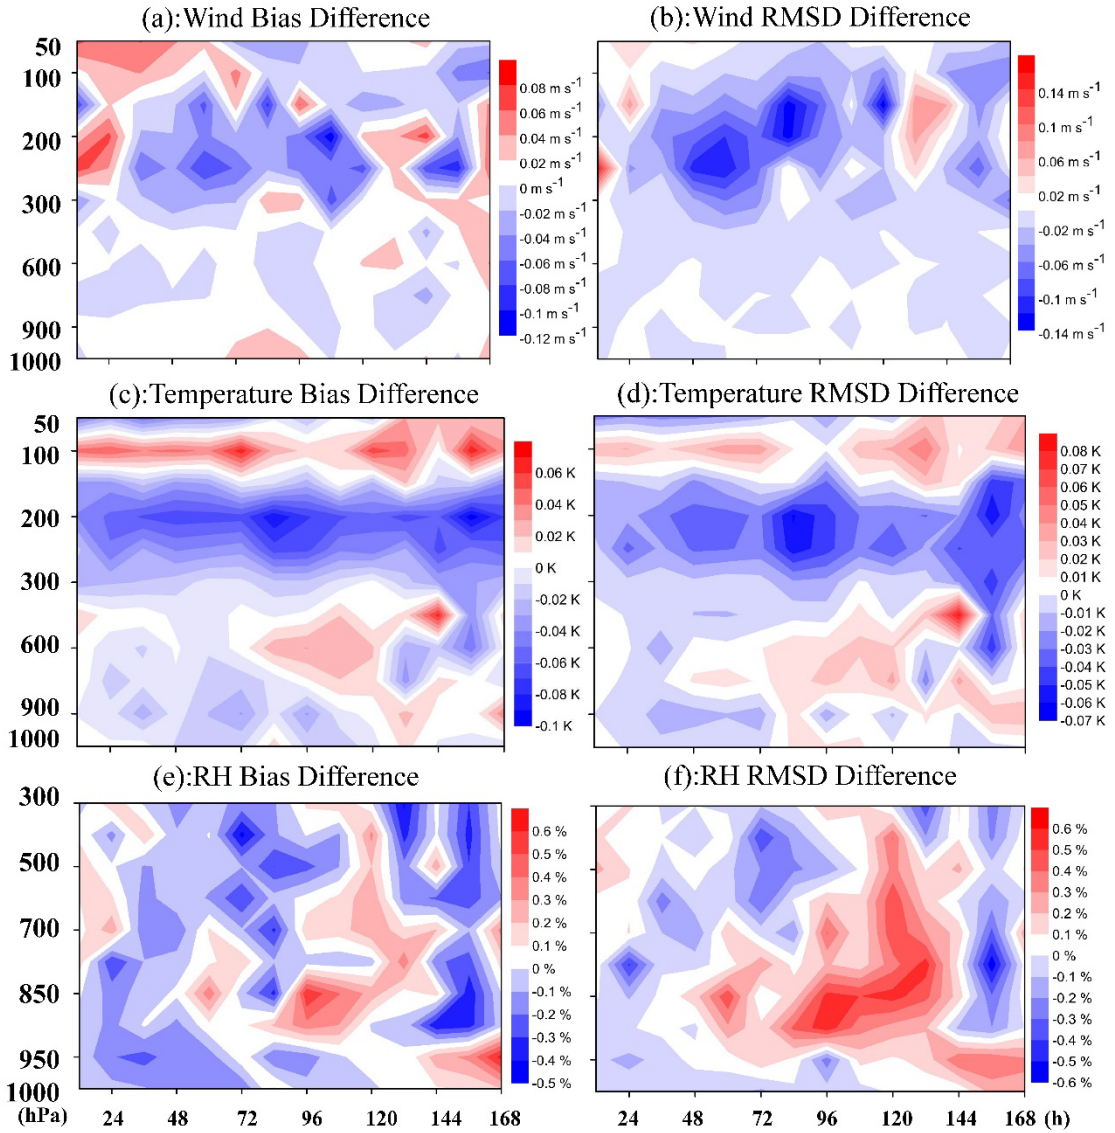 (a):Wind Bias Difference
50
100
200
300
600
900
1000
0.08 m s-1
0.06 m s-1
0.04 m s-1
0.02 m s-1
0 m s-1
-0.02 m s-1
-0.04 m s-1
-0.06 m s-1
-0.08 m s-1
-0.1 m s-1
-0.12 m s-1
(b):Wind RMSD Difference
0.14 m s-1
0.1 m s-1
0.06 m s-1
0.02 m s-1
-0.02 m s-1
-0.06 m s-1
-0.1 m s-1
-0.14 m s-1
(c):Temperature Bias Difference
50
100
200
300
600
900
1000
0.06 K
0.04 K
0.02 K
0 K
-0.02 K
-0.04 K
-0.06 K
-0.08 K
-0.1 K
(d):Temperature RMSD Difference
0.08 K
0.07 K
0.06 K
0.05 K
0.04 K
0.03 K
0.02 K
0.01 K
0 K
-0.01 K
-0.03 K
-0.03 K
-0.04 K
-0.05 K
-0.06 K
-0.07 K
(e):RH Bias Difference
300
500
700
850
950
1000
(hPa)
24 48 72 96 120 144 168
0.6 %
0.5 %
0.4 %
0.3 %
0.2 %
0.1 %
0 %
-0.1 %
-0.2 %
-0.3 %
-0.4 %
-0.5 %
(f):RH RMSD Difference
24 48 72 96 120 144 168 (h)
0.6 %
0.5 %
0.4 %
0.3 %
0.2 %
0.1 %
0 %
-0.1 %
-0.2 %
-0.3 %
-0.4 %
-0.5 %
-0.6 %